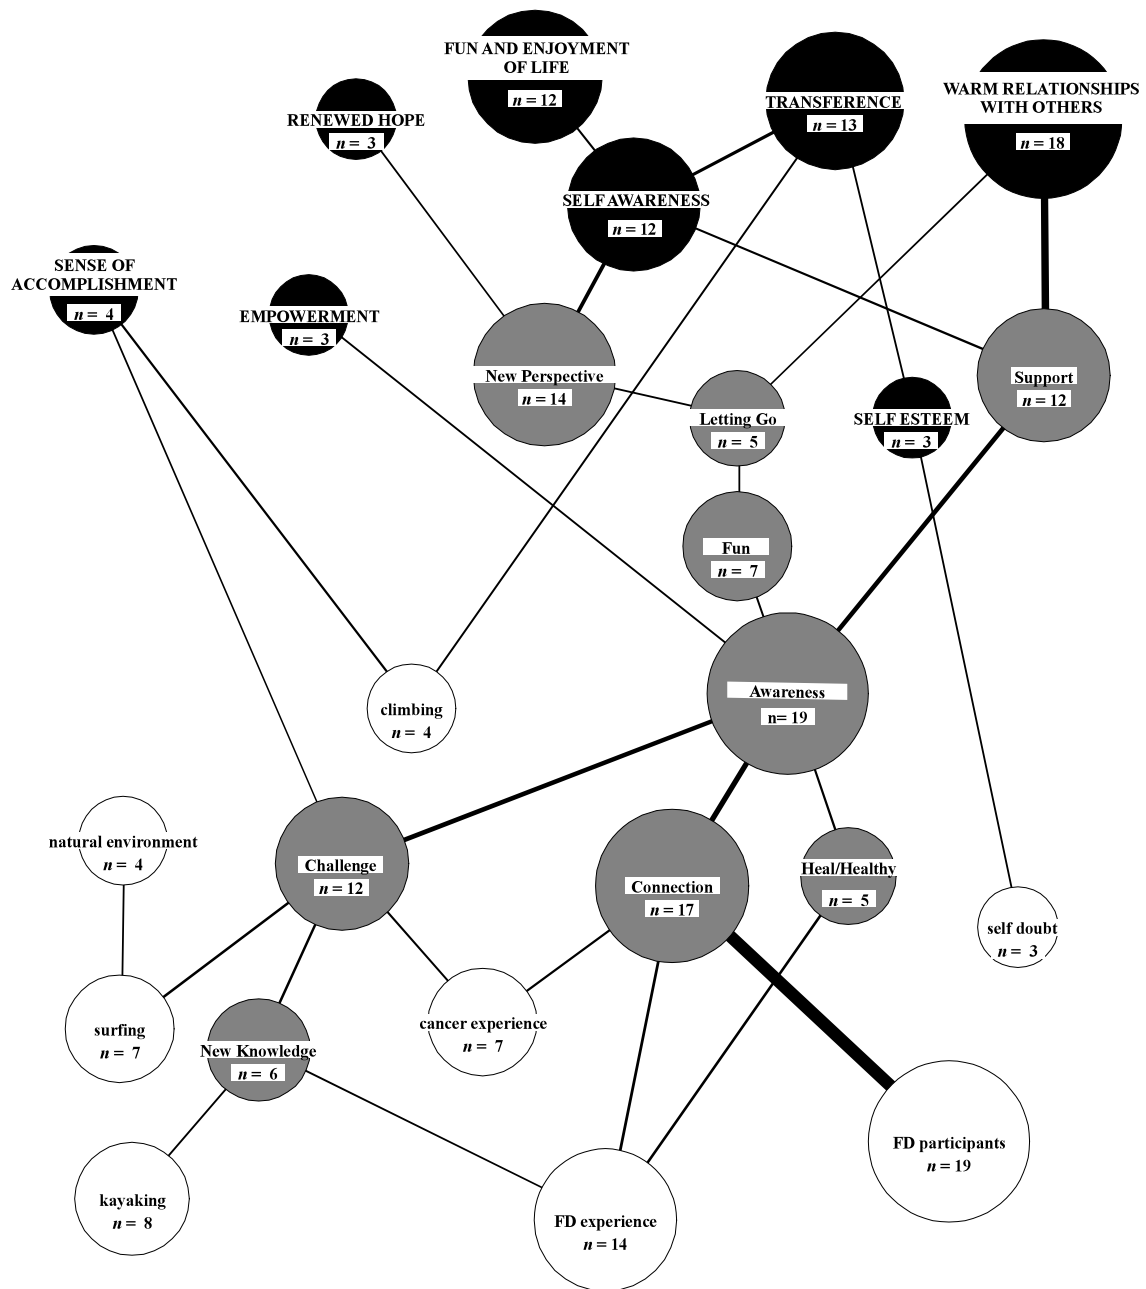 FUN AND ENJOYMENT
OF LIFE
n = 12
TRANSFERENCE
n = 13
WARM RELATIONSHIPS
WITH OTHERS
n = 18
RENEWED HOPE
n = 3
SELF AWARENESS
n = 12
SENSE OF
ACCOMPLISHMENT
n = 4
EMPOWERMENT
n = 3
New Perspective
n = 14
Letting Go
n = 5
SELF ESTEEM
n = 3
Support
n = 12
Fun
n = 7
Awareness
n= 19
climbing
n = 4
natural environment
n = 4
Challenge
n = 12
Connection
n = 17
Heal/Healthy
n = 5
self doubt
n = 3
surfing
n = 7
New Knowledge
n = 6
cancer experience
n = 7
FD participants
n = 19
kayaking
n = 8
FD experience
n = 14